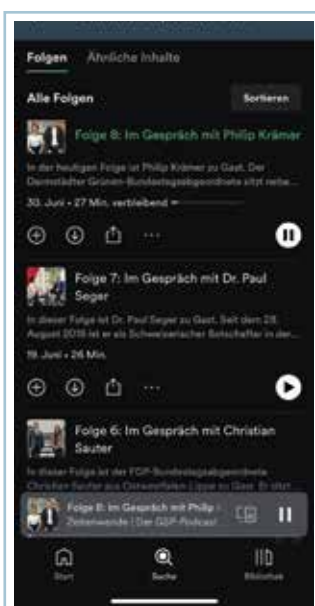 Folgen Ähnliche Inhalte
Alle Folgen Sortieren
Folge 8: Im Gespräch mit Philip Krämer
In der heutigen Folge ist Philip Krämer zu Gast. Der
Darmstädter Grünen-Bundestagsabgeordnete sitzt nebe...
30. Juni • 27 Min. verbleibend
Folge 7: Im Gespräch mit Dr. Paul
Seger
In dieser Folge ist Dr. Paul Seger zu Gast. Seit dem 28.
August 2018 ist er als Schweizerischer Botschafter in der...
19. Juni • 26 Min.
Folge 6: Im Gespräch mit Christian
Sauter
In dieser Folge ist der FDP-Bundestagsabgeordnete
Christian Sauter aus Ostwestfalen-Lippe zu Gast. Er sitzt
Folge 8: Im Gespräch mit Philip
Zeitenwende | Der GSP-Podcast
Start Suche Bibliothek